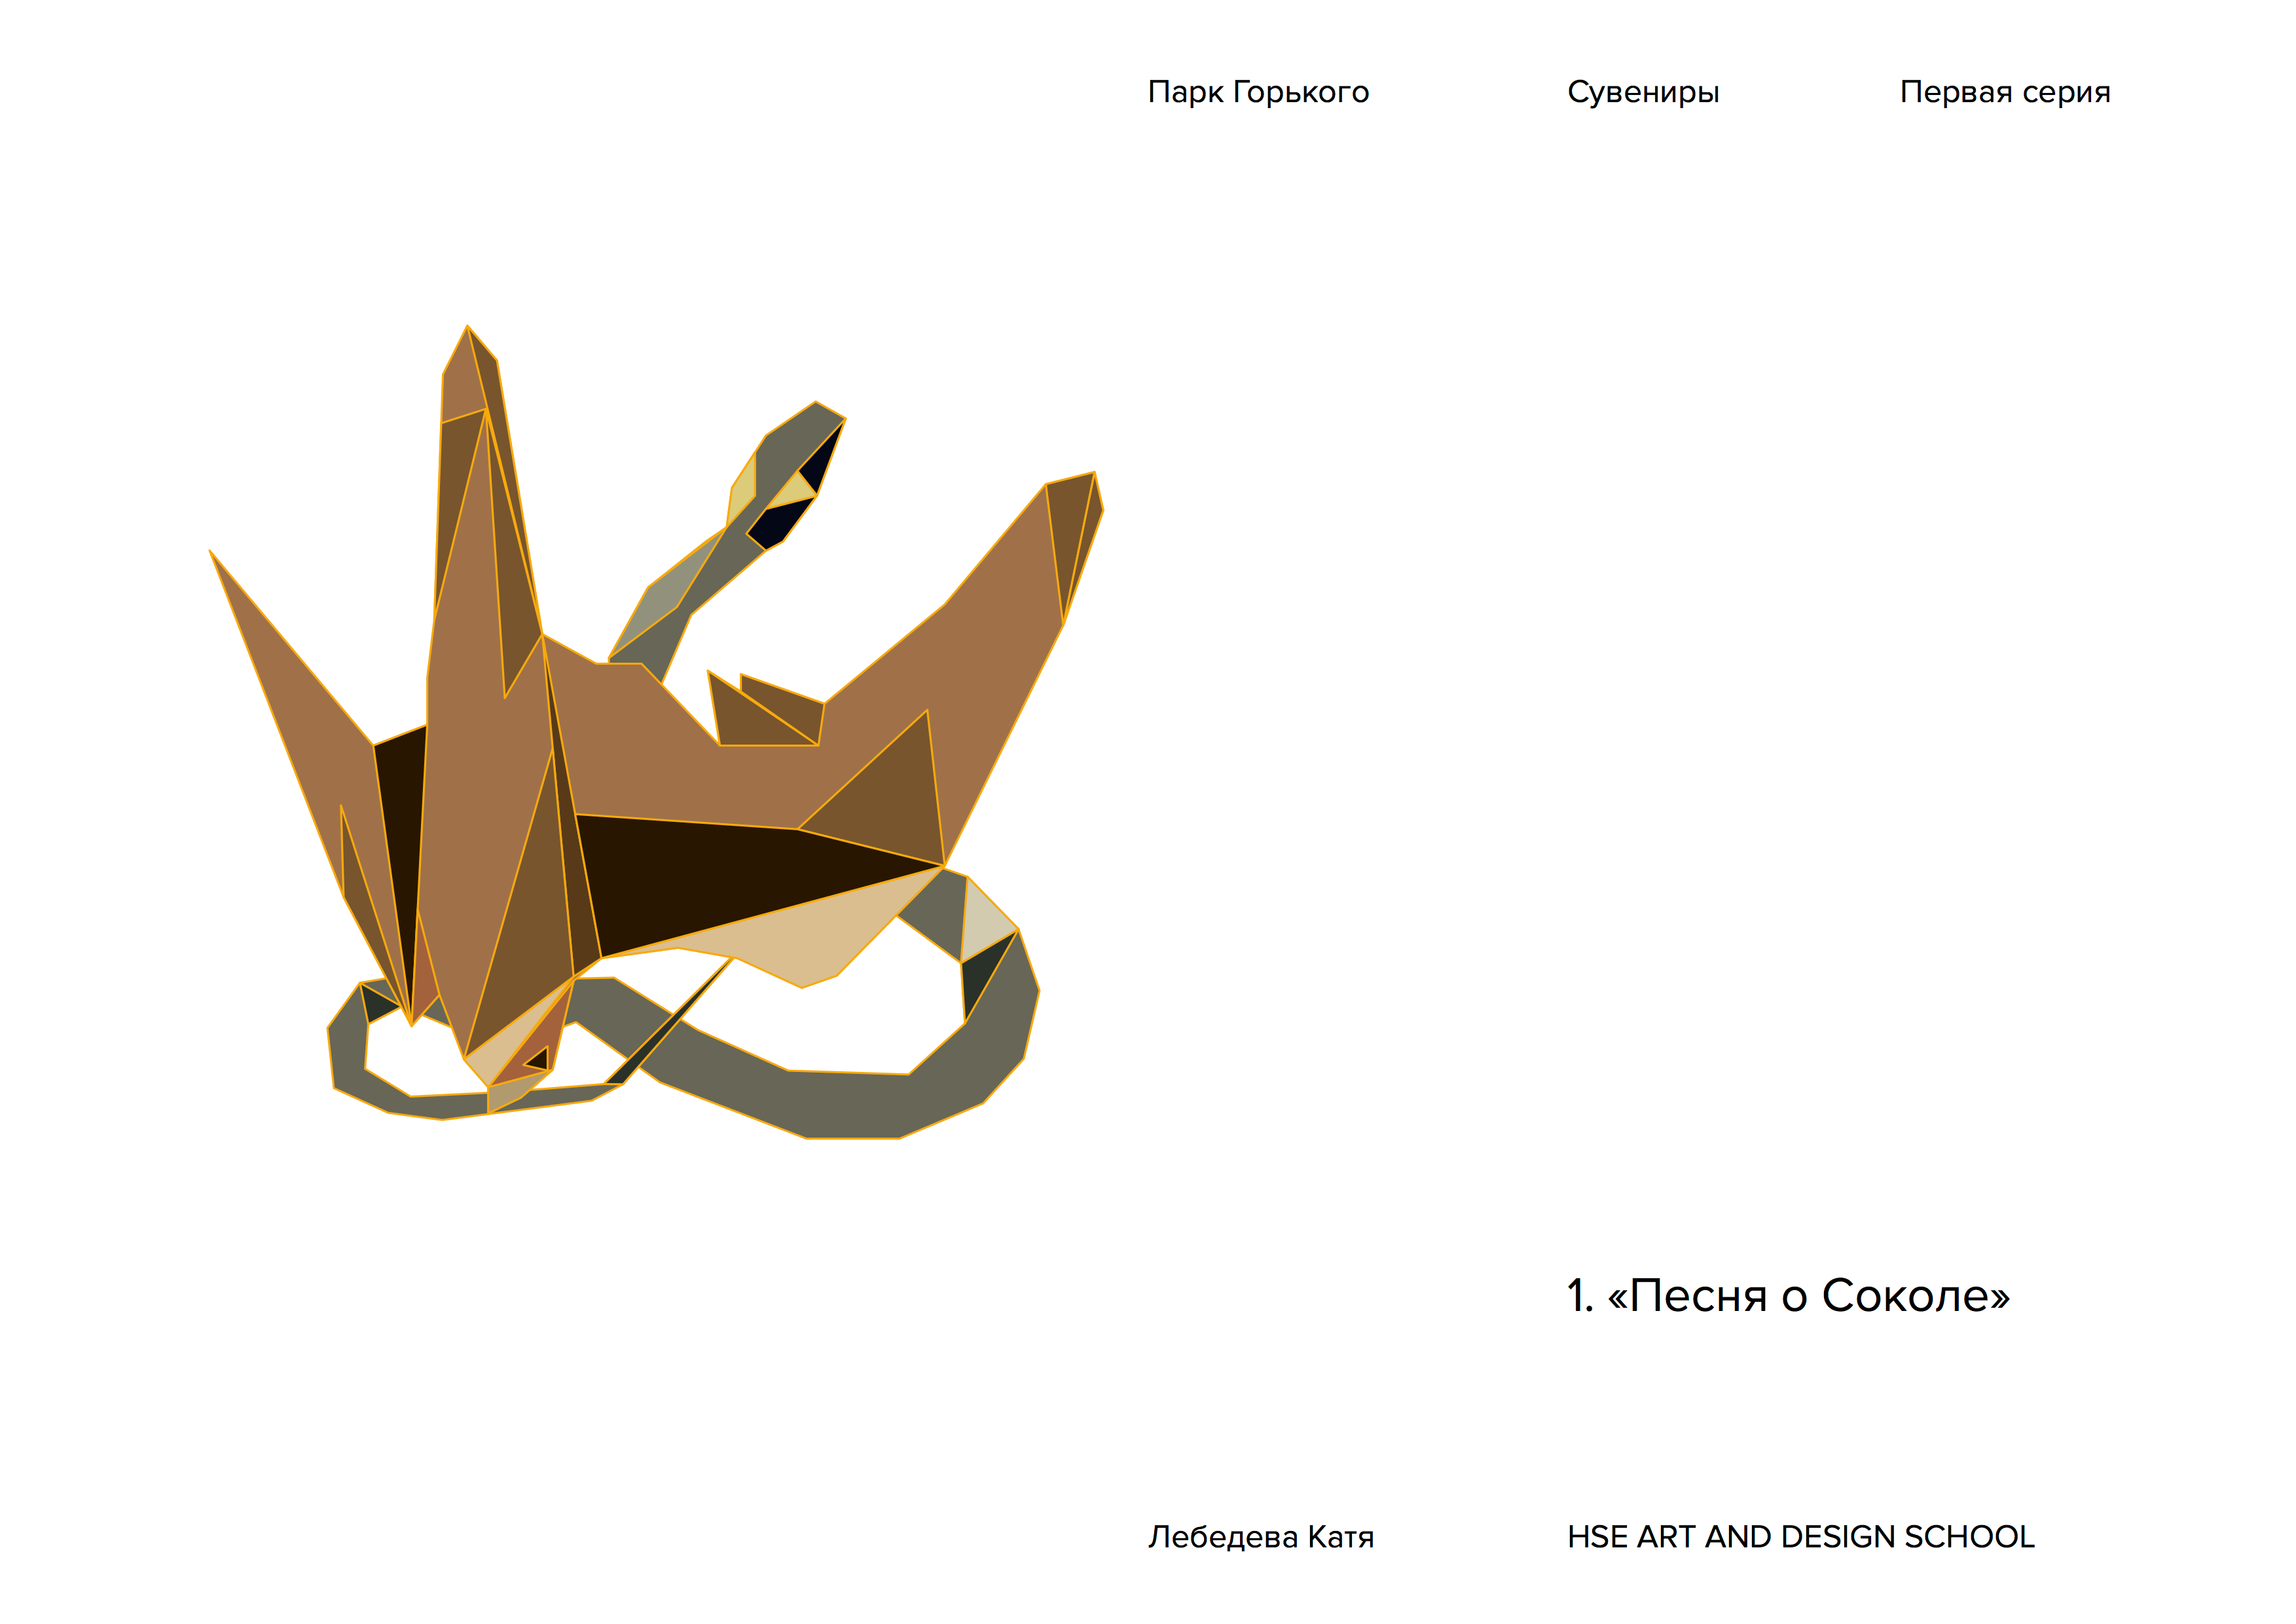 Парк Горького
Сувениры
Первая серия
1. «Песня о Соколе»
Лебедева Катя
HSE ART AND DESIGN SCHOOL